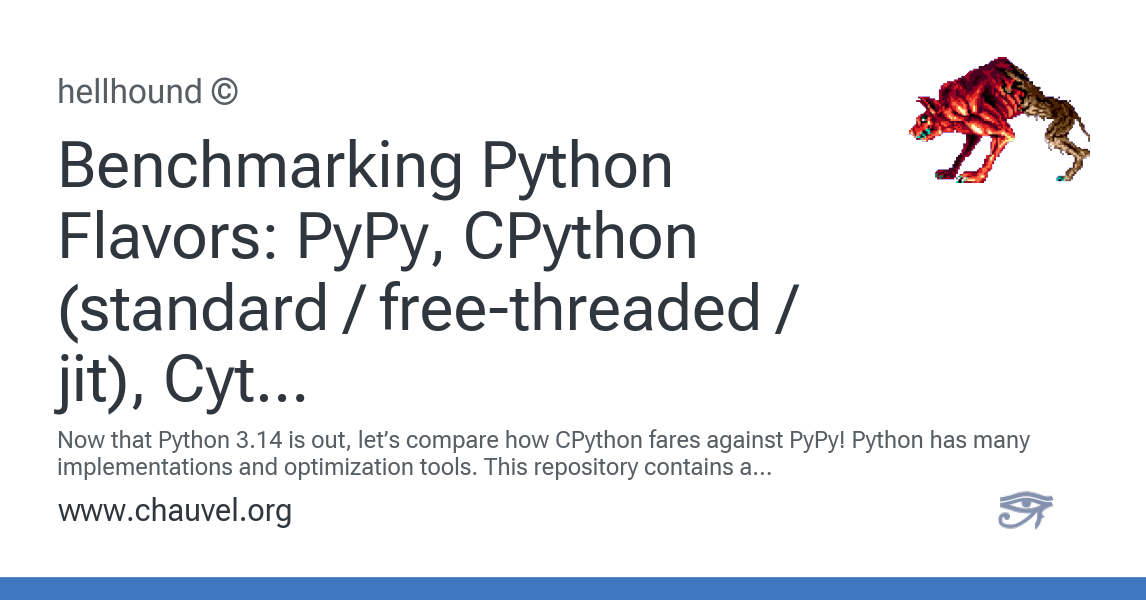 hellhound ©
Benchmarking Python
Flavors: PyPy, CPython
(standard / free-threaded /
jit), Cyt...
Now that Python 3.14 is out, let’s compare how CPython fares against PyPy! Python has many
implementations and optimization tools. This repository contains a...
www.chauvel.org